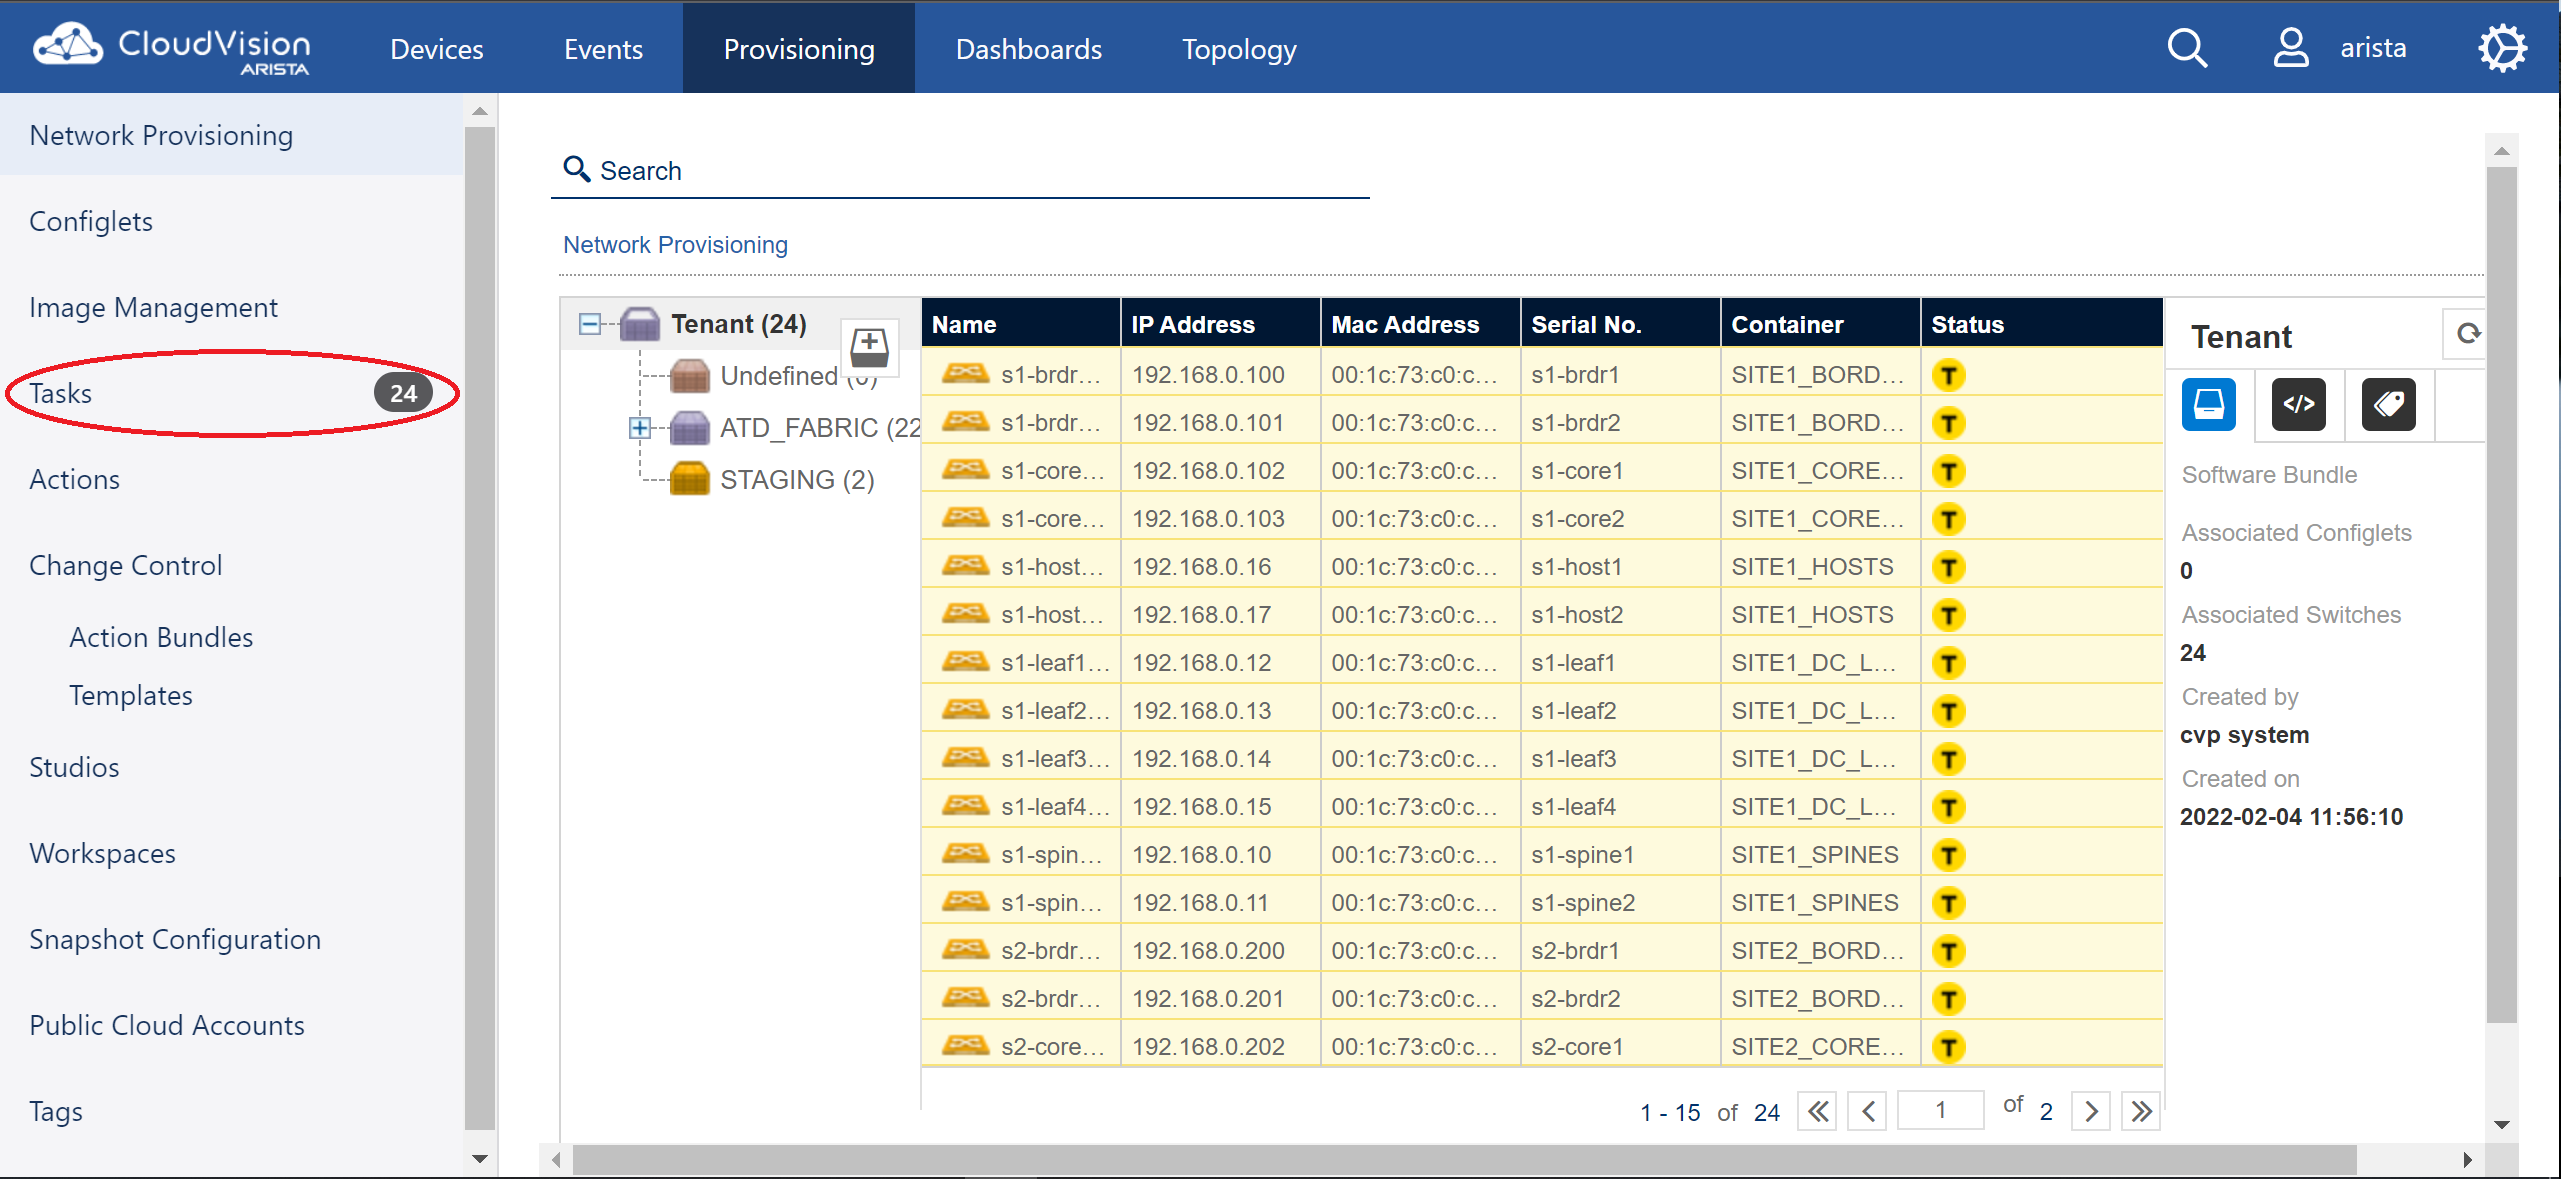 CloudVision
ARISTA
Devices
Events
Provisioning
Dashboards
Topology
arista
Network Provisioning
Configlets
Image Management
Tasks 24
Actions
Change Control
Action Bundles
Templates
Studios
Workspaces
Snapshot Configuration
Public Cloud Accounts
Tags
Search
Network Provisioning
Tenant (24)
Undefined (0)
ATD_FABRIC (22
STAGING (2)
Name IP Address Mac Address Serial No. Container Status
s1-brdr... 192.168.0.100 00:1c:73:c0:c... s1-brdr1 SITE1_BORD... T
s1-brdr... 192.168.0.101 00:1c:73:c0:c... s1-brdr2 SITE1_BORD... T
s1-core... 192.168.0.102 00:1c:73:c0:c... s1-core1 SITE1_CORE... T
s1-core... 192.168.0.103 00:1c:73:c0:c... s1-core2 SITE1_CORE... T
s1-host... 192.168.0.16 00:1c:73:c0:c... s1-host1 SITE1_HOSTS T
s1-host... 192.168.0.17 00:1c:73:c0:c... s1-host2 SITE1_HOSTS T
s1-leaf1... 192.168.0.12 00:1c:73:c0:c... s1-leaf1 SITE1_DC_L... T
s1-leaf2... 192.168.0.13 00:1c:73:c0:c... s1-leaf2 SITE1_DC_L... T
s1-leaf3... 192.168.0.14 00:1c:73:c0:c... s1-leaf3 SITE1_DC_L... T
s1-leaf4... 192.168.0.15 00:1c:73:c0:c... s1-leaf4 SITE1_DC_L... T
s1-spin... 192.168.0.10 00:1c:73:c0:c... s1-spine1 SITE1_SPINES T
s1-spin... 192.168.0.11 00:1c:73:c0:c... s1-spine2 SITE1_SPINES T
s2-brdr... 192.168.0.200 00:1c:73:c0:c... s2-brdr1 SITE2_BORD... T
s2-brdr... 192.168.0.201 00:1c:73:c0:c... s2-brdr2 SITE2_BORD... T
s2-core... 192.168.0.202 00:1c:73:c0:c... s2-core1 SITE2_CORE... T
1 - 15 of 24 1 of 2
Tenant
</>
Software Bundle
Associated Configlets
0
Associated Switches
24
Created by
cvp system
Created on
2022-02-04 11:56:10